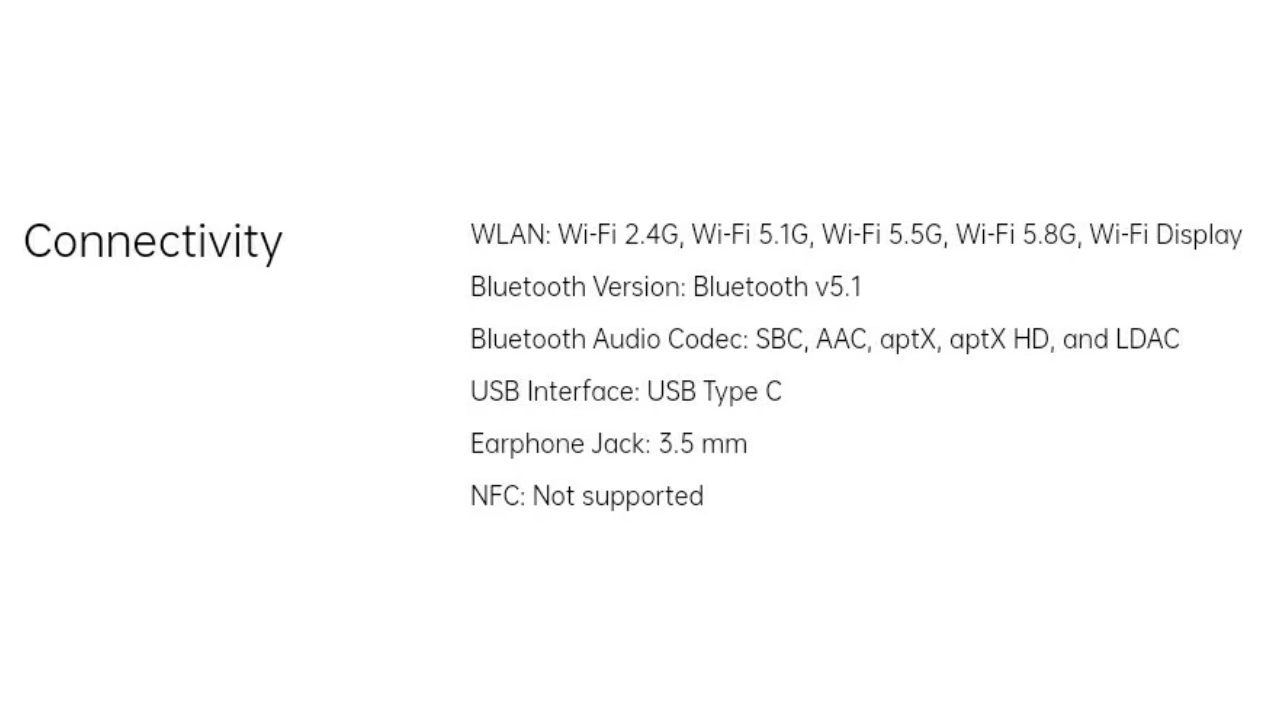 Connectivity
WLAN: Wi-Fi 2.4G, Wi-Fi 5.1G, Wi-Fi 5.5G, Wi-Fi 5.8G, Wi-Fi Display
Bluetooth Version: Bluetooth v5.1
Bluetooth Audio Codec: SBC, AAC, aptX, aptX HD, and LDAC
USB Interface: USB Type C
Earphone Jack: 3.5 mm
NFC: Not supported